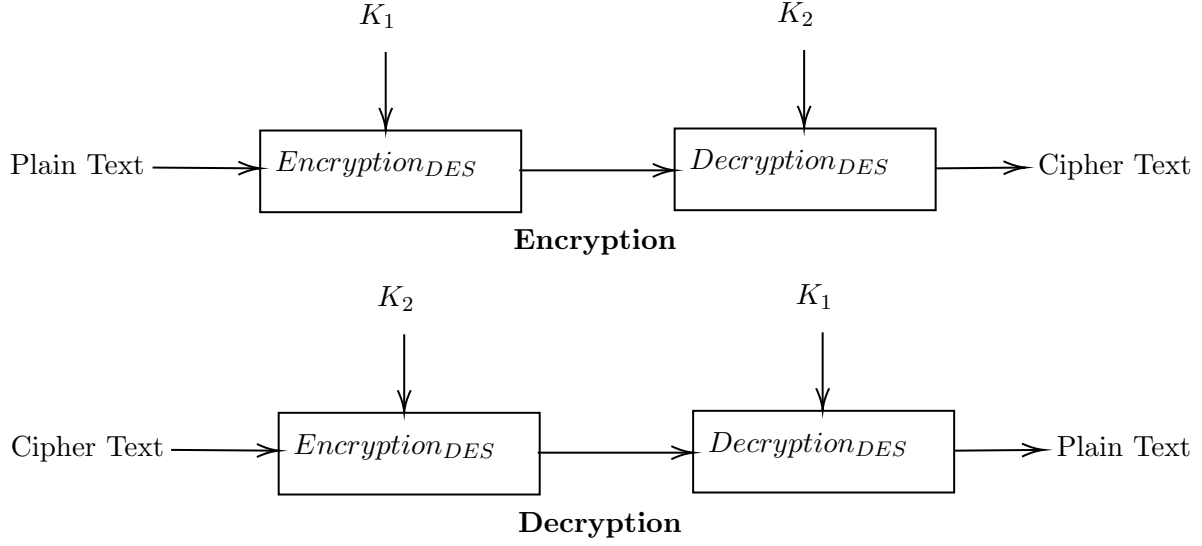 K₁ K₂
Plain Text Encryption_DES Decryption_DES Cipher Text
Encryption
K₂ K₁
Cipher Text Encryption_DES Decryption_DES Plain Text
Decryption